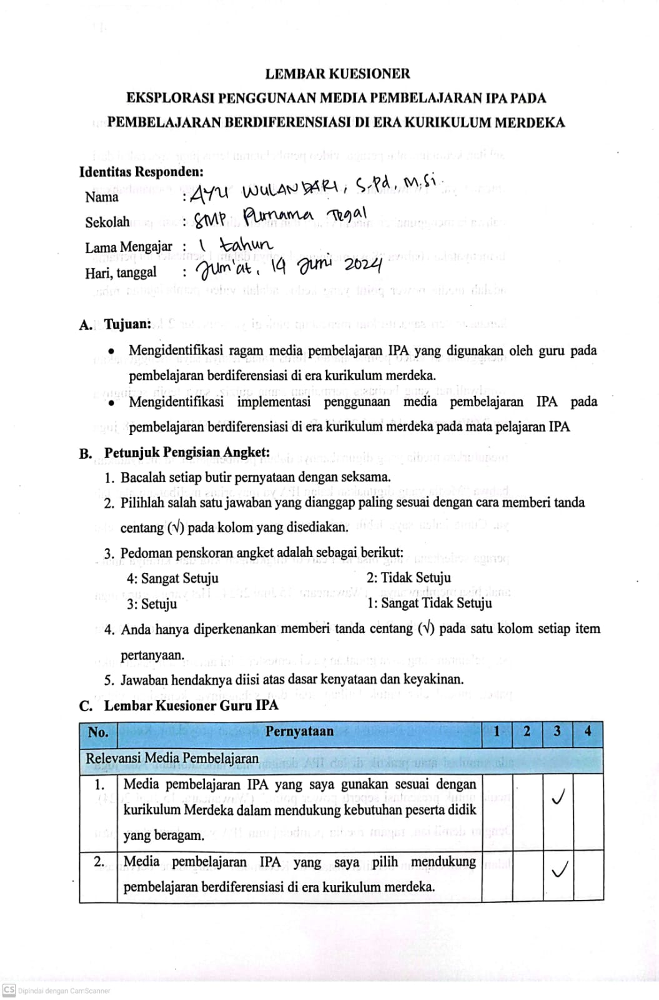 LEMBAR KUESIONER
EKSPLORASI PENGGUNAAN MEDIA PEMBELAJARAN IPA PADA
PEMBELAJARAN BERDIFERENSIASI DI ERA KURIKULUM MERDEKA
Identitas Responden:
Nama : AYU WULANDARI, S.Pd, M.Si.
Sekolah : SMP Purnama Tegal
Lama Mengajar : 1 tahun
Hari, tanggal : Jum'at, 14 Juni 2024
A. Tujuan:
• Mengidentifikasi ragam media pembelajaran IPA yang digunakan oleh guru pada
pembelajaran berdiferensiasi di era kurikulum merdeka.
• Mengidentifikasi implementasi penggunaan media pembelajaran IPA pada
pembelajaran berdiferensiasi di era kurikulum merdeka pada mata pelajaran IPA
B. Petunjuk Pengisian Angket:
1. Bacalah setiap butir pernyataan dengan seksama.
2. Pilihlah salah satu jawaban yang dianggap paling sesuai dengan cara memberi tanda
centang (√) pada kolom yang disediakan.
3. Pedoman penskoran angket adalah sebagai berikut:
4: Sangat Setuju 2: Tidak Setuju
3: Setuju 1: Sangat Tidak Setuju
4. Anda hanya diperkenankan memberi tanda centang (√) pada satu kolom setiap item
pertanyaan.
5. Jawaban hendaknya diisi atas dasar kenyataan dan keyakinan.
C. Lembar Kuesioner Guru IPA
No. Pernyataan 1 2 3 4
Relevansi Media Pembelajaran
1. Media pembelajaran IPA yang saya gunakan sesuai dengan ✓
kurikulum Merdeka dalam mendukung kebutuhan peserta didik
yang beragam.
2. Media pembelajaran IPA yang saya pilih mendukung ✓
pembelajaran berdiferensiasi di era kurikulum merdeka.
CS Dipindai dengan CamScanner